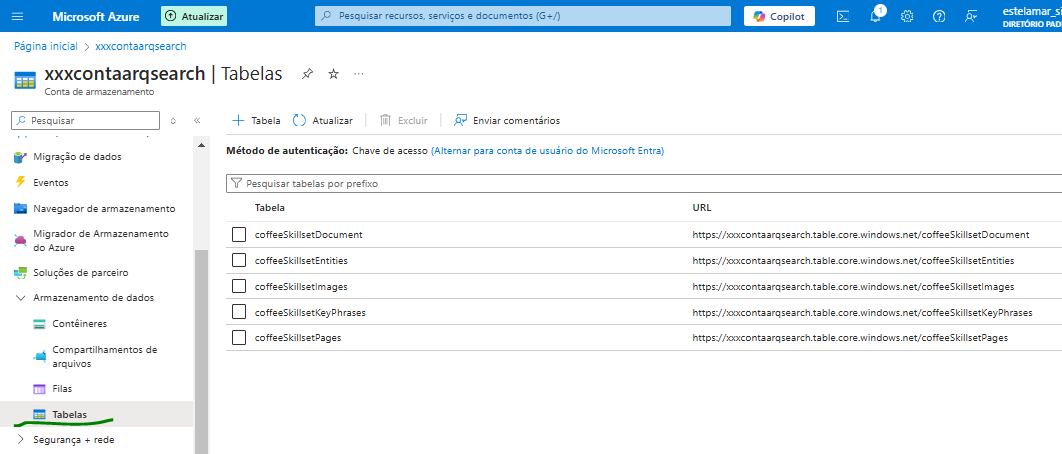 Microsoft Azure
Atualizar
Pesquisar recursos, serviços e documentos (G+/)
Copilot
1
estelamar_si
DIRETÓRIO PAD
Página inicial > xxxcontaarqsearch
xxxcontaarqsearch | Tabelas
Conta de armazenamento
Pesquisar
Migração de dados
Eventos
Navegador de armazenamento
Migrador de Armazenamento
do Azure
Soluções de parceiro
Armazenamento de dados
Contêineres
Compartilhamentos de
arquivos
Filas
Tabelas
Segurança + rede
+ Tabela
Atualizar
Excluir
Enviar comentários
Método de autenticação: Chave de acesso (Alternar para conta de usuário do Microsoft Entra)
Pesquisar tabelas por prefixo
Tabela URL
coffeeSkillsetDocument https://xxxcontaarqsearch.table.core.windows.net/coffeeSkillsetDocument
coffeeSkillsetEntities https://xxxcontaarqsearch.table.core.windows.net/coffeeSkillsetEntities
coffeeSkillsetImages https://xxxcontaarqsearch.table.core.windows.net/coffeeSkillsetImages
coffeeSkillsetKeyPhrases https://xxxcontaarqsearch.table.core.windows.net/coffeeSkillsetKeyPhrases
coffeeSkillsetPages https://xxxcontaarqsearch.table.core.windows.net/coffeeSkillsetPages